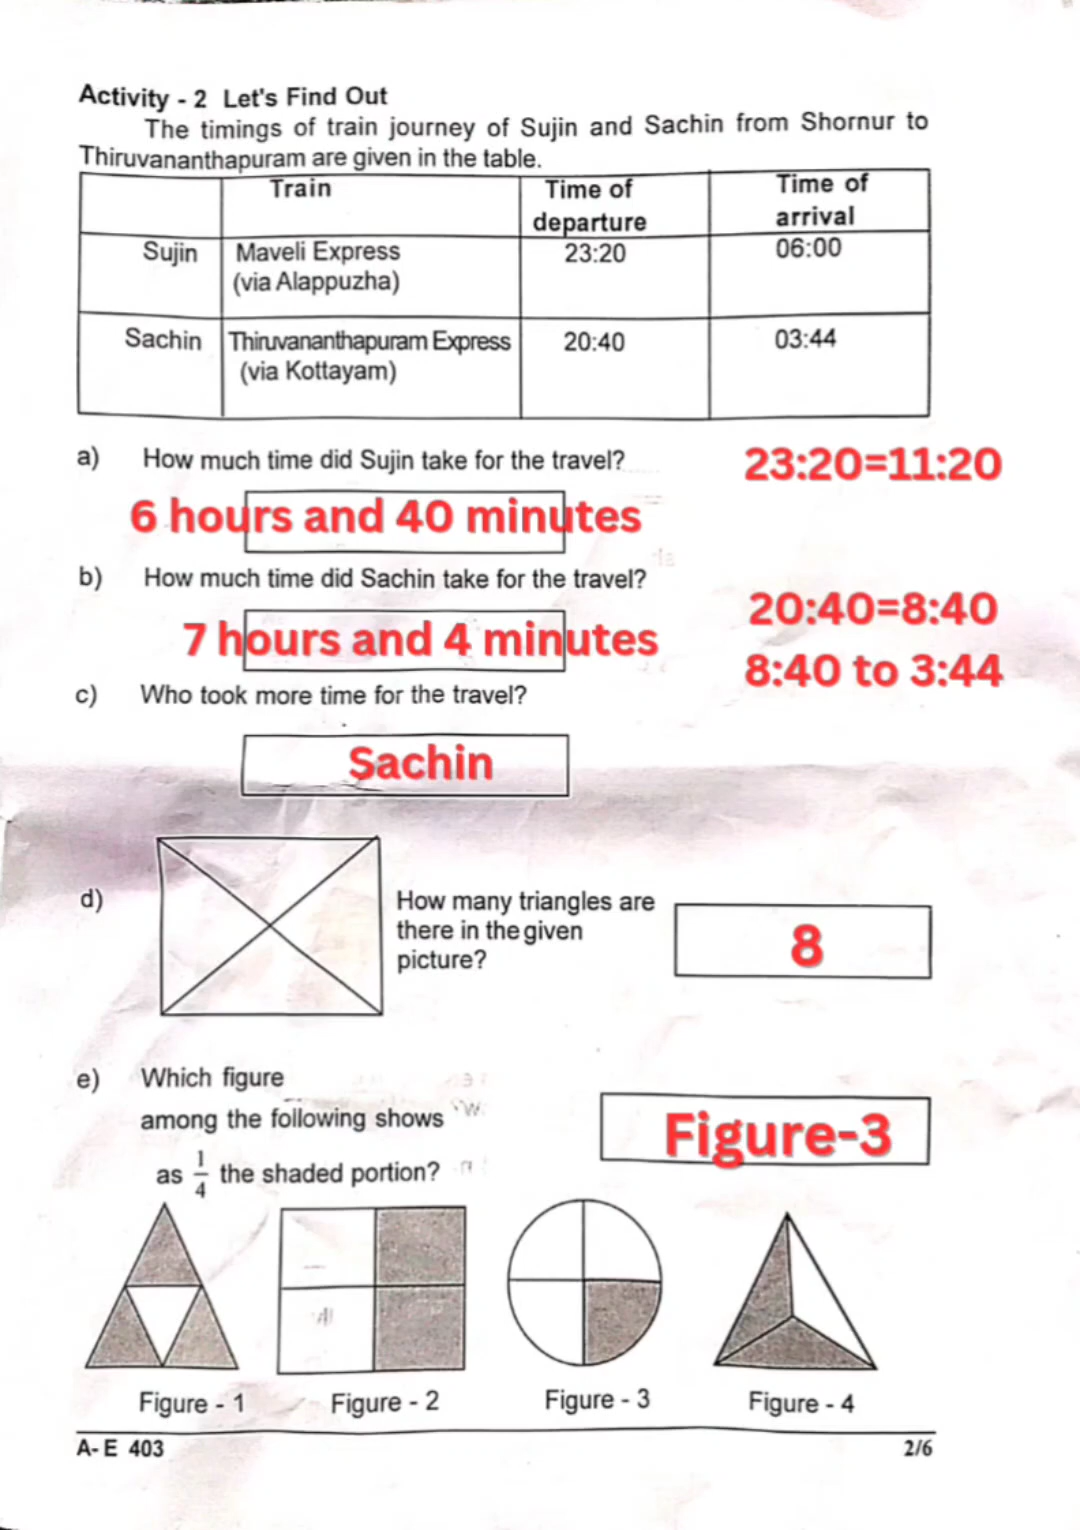 Activity - 2 Let's Find Out
The timings of train journey of Sujin and Sachin from Shornur to
Thiruvananthapuram are given in the table.
Train Time of departure Time of arrival
Sujin Maveli Express (via Alappuzha) 23:20 06:00
Sachin Thiruvananthapuram Express (via Kottayam) 20:40 03:44
a) How much time did Sujin take for the travel?
23:20=11:20
6 hours and 40 minutes
b) How much time did Sachin take for the travel?
20:40=8:40
7 hours and 4 minutes
8:40 to 3:44
c) Who took more time for the travel?
Sachin
d) How many triangles are
there in the given
picture?
8
e) Which figure
among the following shows
as 1/4 the shaded portion?
Figure-3
Figure - 1 Figure - 2 Figure - 3 Figure - 4
A- E 403 2/6